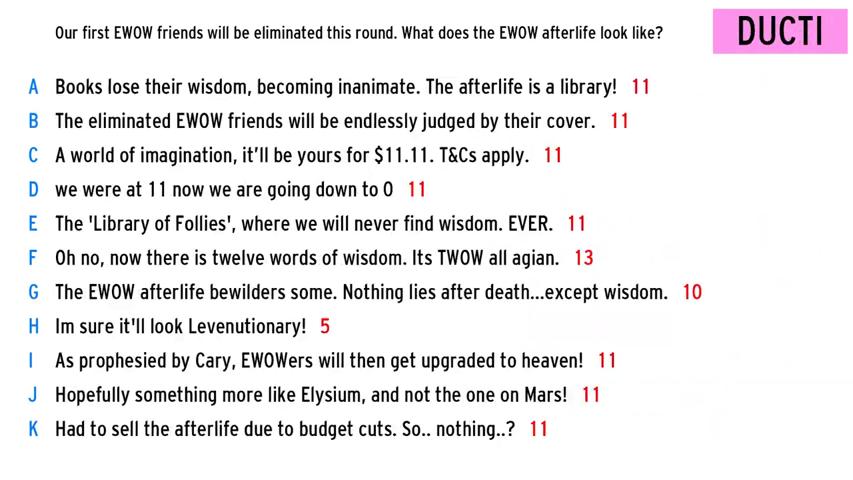 Our first EWOW friends will be eliminated this round. What does the EWOW afterlife look like?
DUCTI
A Books lose their wisdom, becoming inanimate. The afterlife is a library! 11
B The eliminated EWOW friends will be endlessly judged by their cover. 11
C A world of imagination, it'll be yours for $11.11. T&Cs apply. 11
D we were at 11 now we are going down to 0 11
E The 'Library of Follies', where we will never find wisdom. EVER. 11
F Oh no, now there is twelve words of wisdom. Its TWOW all agian. 13
G The EWOW afterlife bewilders some. Nothing lies after death...except wisdom. 10
H Im sure it'll look Levenutionary! 5
I As prophesied by Cary, EWOWers will then get upgraded to heaven! 11
J Hopefully something more like Elysium, and not the one on Mars! 11
K Had to sell the afterlife due to budget cuts. So.. nothing..? 11